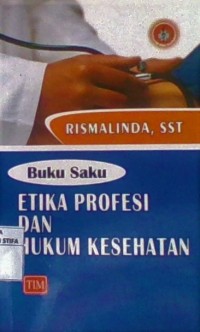 RISMALINDA, SST
Buku Saku
ETIKA PROFESI
DAN
HUKUM KESEHATAN
TIM